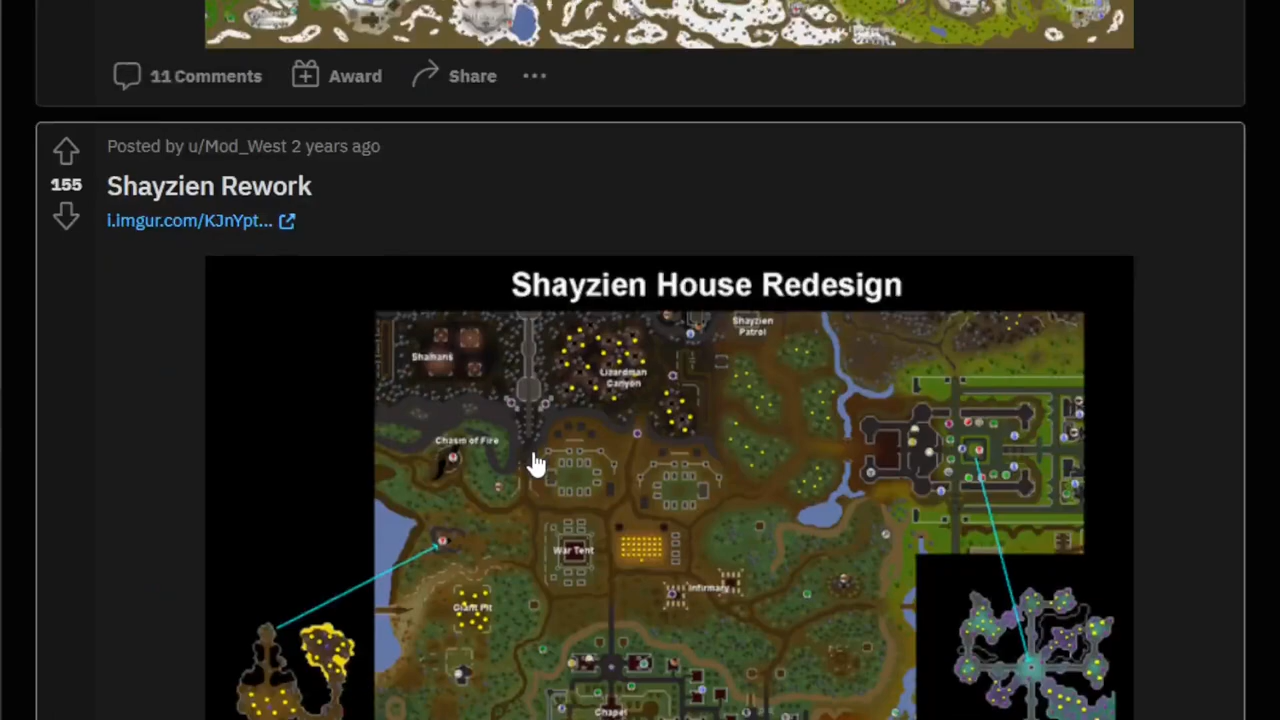 11 Comments Award Share
Posted by u/Mod_West 2 years ago
155
Shayzien Rework
i.imgur.com/KJnYpt...
Shayzien House Redesign
Shayzien
Patrol
Shamans
Lizardman
Canyon
Chasm of Fire
War Tent
Infirmary
Giant Pit
Chapel